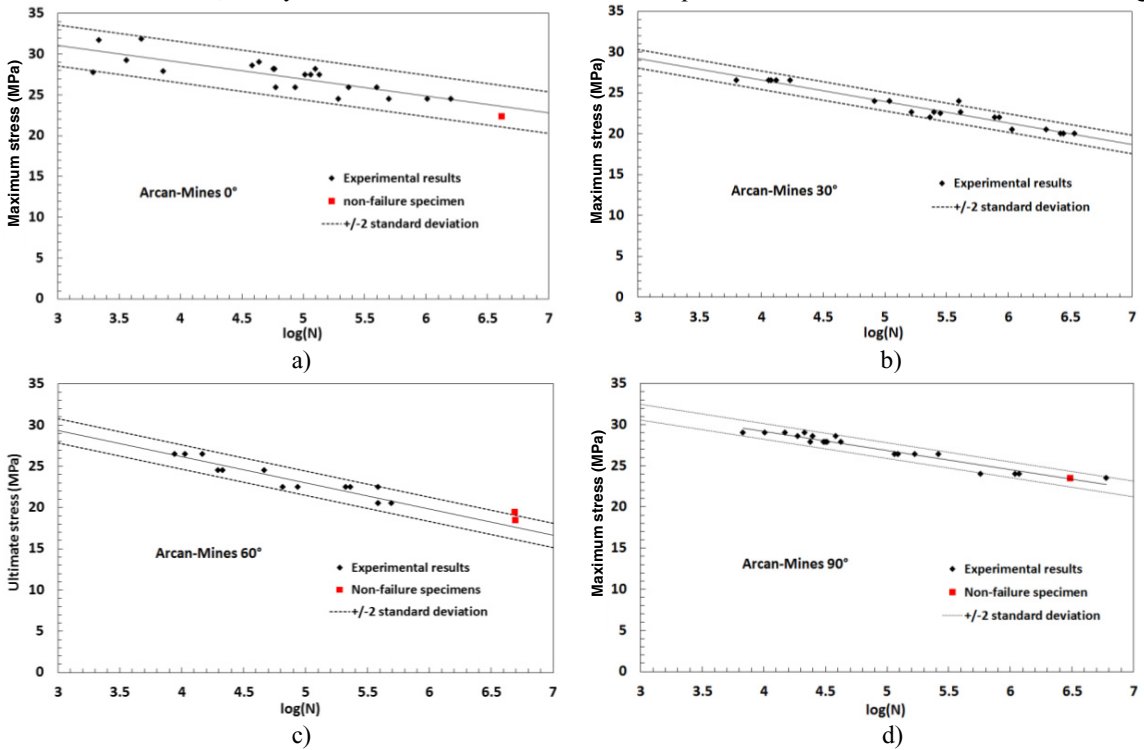 35
30
25
20
15
10
5
0
Maximum stress (MPa)
Arcan-Mines 0°
Experimental results
non-failure specimen
+/-2 standard deviation
3 3.5 4 4.5 5 5.5 6 6.5 7
log(N)
a)
35
30
25
20
15
10
5
0
Maximum stress (MPa)
Arcan-Mines 30°
Experimental results
+/-2 standard deviation
3 3.5 4 4.5 5 5.5 6 6.5 7
log(N)
b)
35
30
25
20
15
10
5
0
Ultimate stress (MPa)
Arcan-Mines 60°
Experimental results
Non-failure specimens
+/-2 standard deviation
3 3.5 4 4.5 5 5.5 6 6.5 7
log(N)
c)
35
30
25
20
15
10
5
0
Maximum stress (MPa)
Arcan-Mines 90°
Experimental results
Non-failure specimen
+/-2 standard deviation
3 3.5 4 4.5 5 5.5 6 6.5 7
log(N)
d)